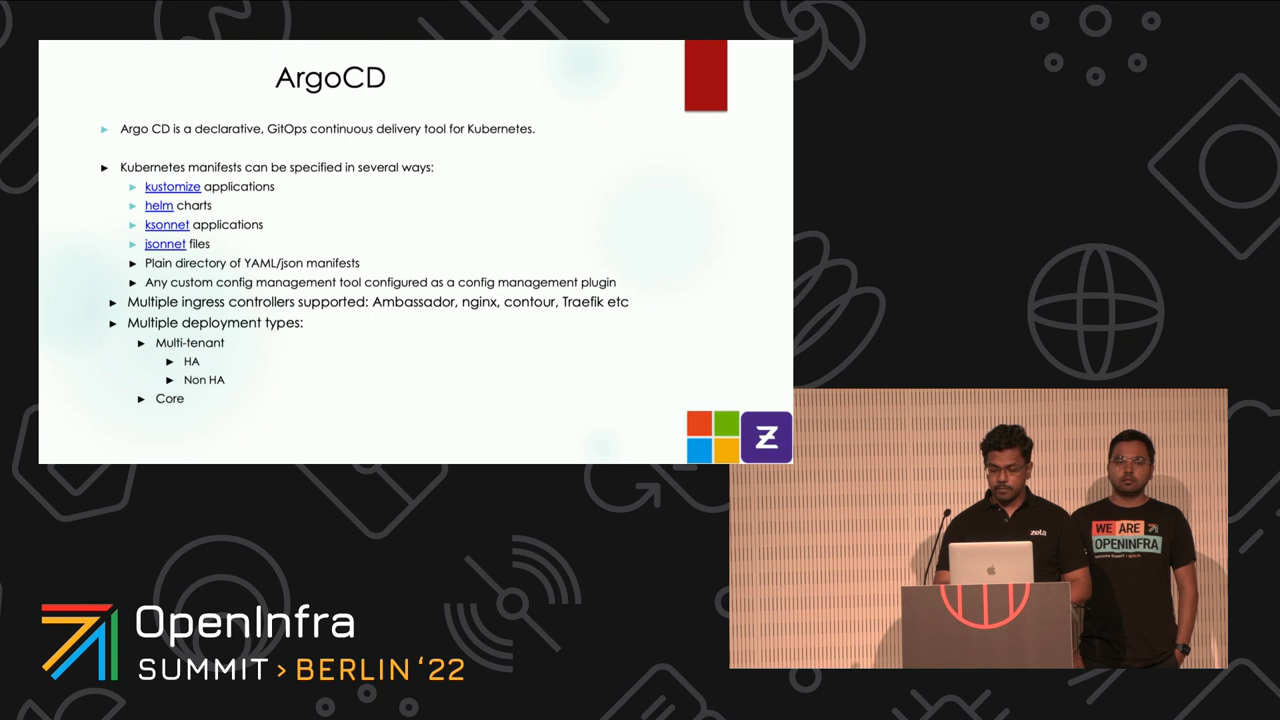 ArgoCD
Argo CD is a declarative, GitOps continuous delivery tool for Kubernetes.
Kubernetes manifests can be specified in several ways:
kustomize applications
helm charts
ksonnet applications
jsonnet files
Plain directory of YAML/json manifests
Any custom config management tool configured as a config management plugin
Multiple ingress controllers supported: Ambassador, nginx, contour, Traefik etc
Multiple deployment types:
Multi-tenant
HA
Non HA
Core
Z
zeta
WE ARE
OPENINFRA
OpenInfra
SUMMIT > BERLIN '22